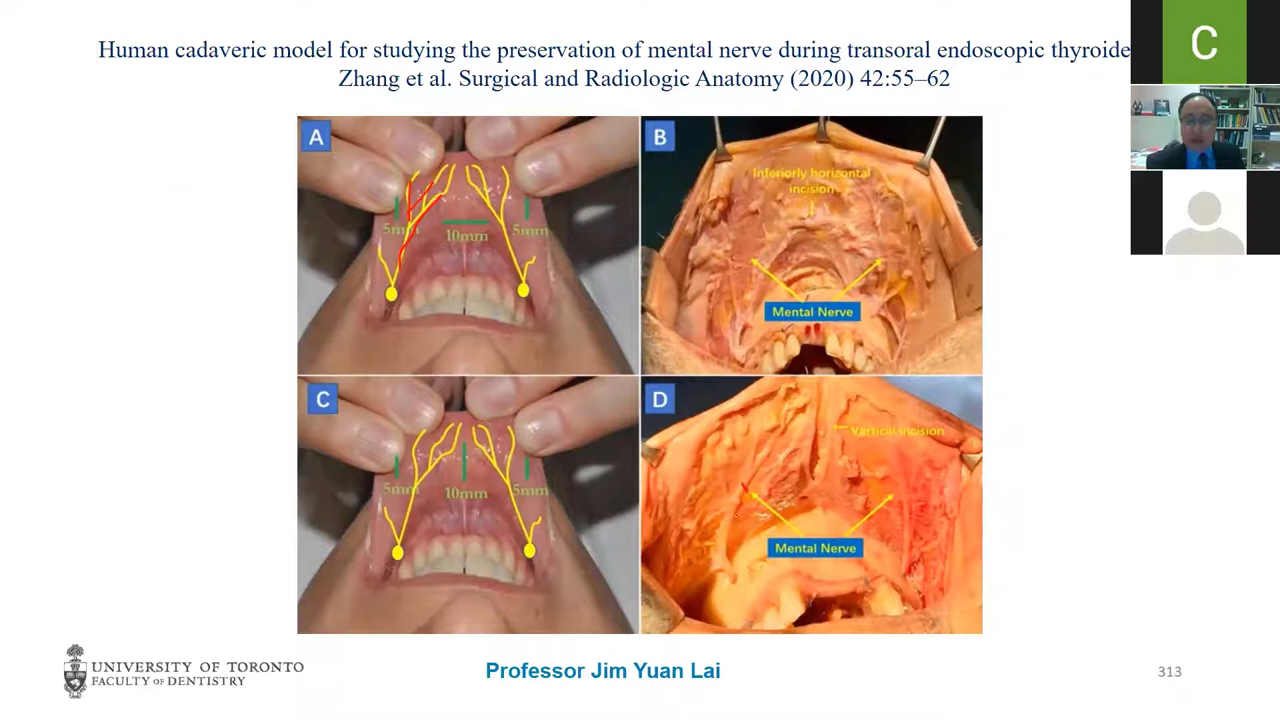 Human cadaveric model for studying the preservation of mental nerve during transoral endoscopic thyroide
Zhang et al. Surgical and Radiologic Anatomy (2020) 42:55–62
C
A
5mm
10mm
5mm
B
Inferiorly horizontal
incision
Mental Nerve
C
5mm
10mm
5mm
D
Vertical incision
Mental Nerve
UNIVERSITY OF TORONTO
FACULTY OF DENTISTRY
Professor Jim Yuan Lai
313